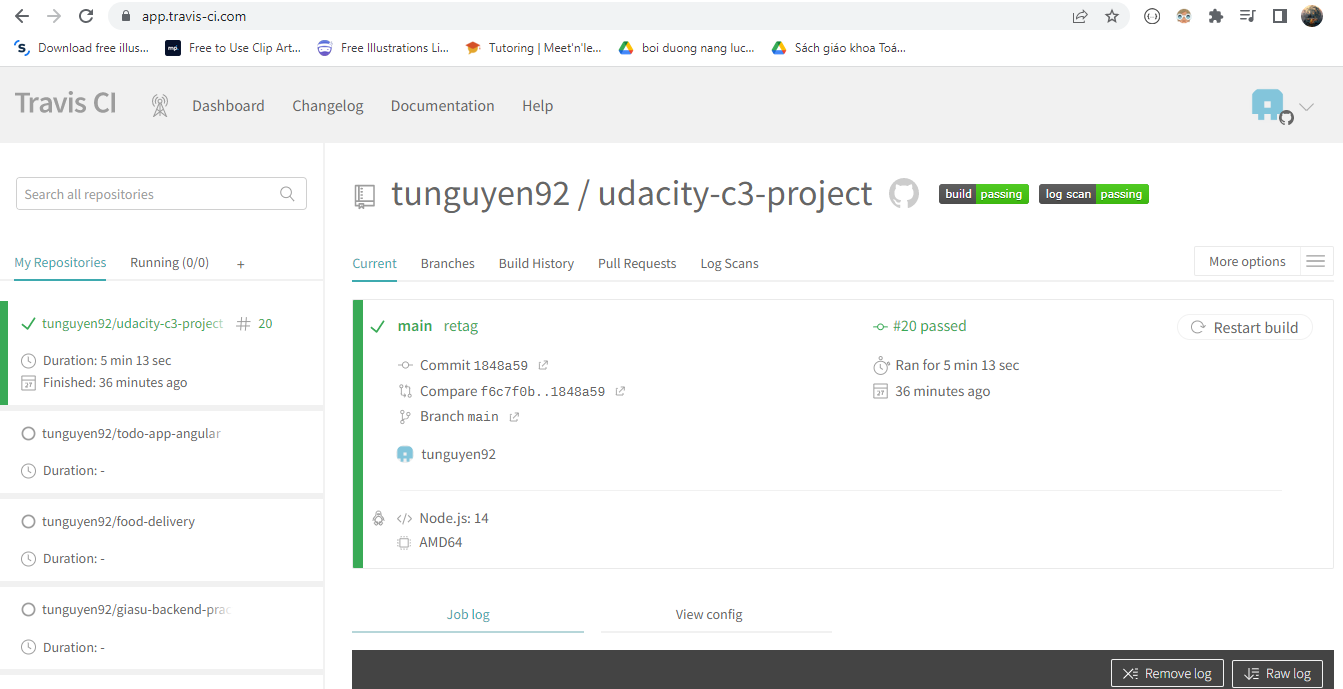 app.travis-ci.com
Download free illus... Free to Use Clip Art... Free Illustrations Li... Tutoring | Meet'n'le... boi duong nang luc... Sách giáo khoa Toá...
Travis CI Dashboard Changelog Documentation Help
Search all repositories
My Repositories Running (0/0) +
tunguyen92/udacity-c3-project # 20
Duration: 5 min 13 sec
Finished: 36 minutes ago
tunguyen92/todo-app-angular
Duration: -
tunguyen92/food-delivery
Duration: -
tunguyen92/giasu-backend-prac
Duration: -
tunguyen92 / udacity-c3-project build passing log scan passing
Current Branches Build History Pull Requests Log Scans More options
main retag #20 passed Restart build
Commit 1848a59 Ran for 5 min 13 sec
Compare f6c7f0b..1848a59 36 minutes ago
Branch main
tunguyen92
Node.js: 14
AMD64
Job log View config
Remove log Raw log